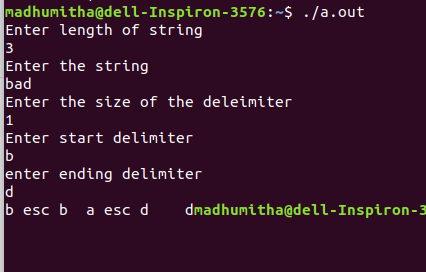 madhumitha@dell-Inspiron-3576:~$ ./a.out
Enter length of string
3
Enter the string
bad
Enter the size of the deleimiter
1
Enter start delimiter
b
enter ending delimiter
d
b esc b  a esc d    dmadhumitha@dell-Inspiron-3